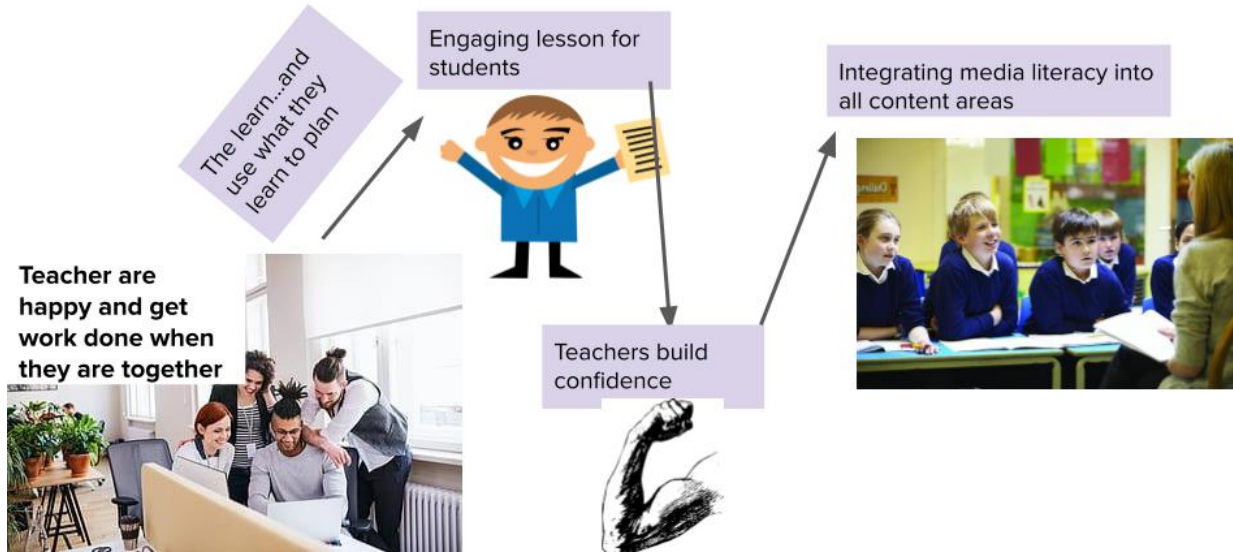 Teacher are
happy and get
work done when
they are together
The learn...and
use what they
learn to plan
Engaging lesson for
students
Teachers build
confidence
Integrating media literacy into
all content areas